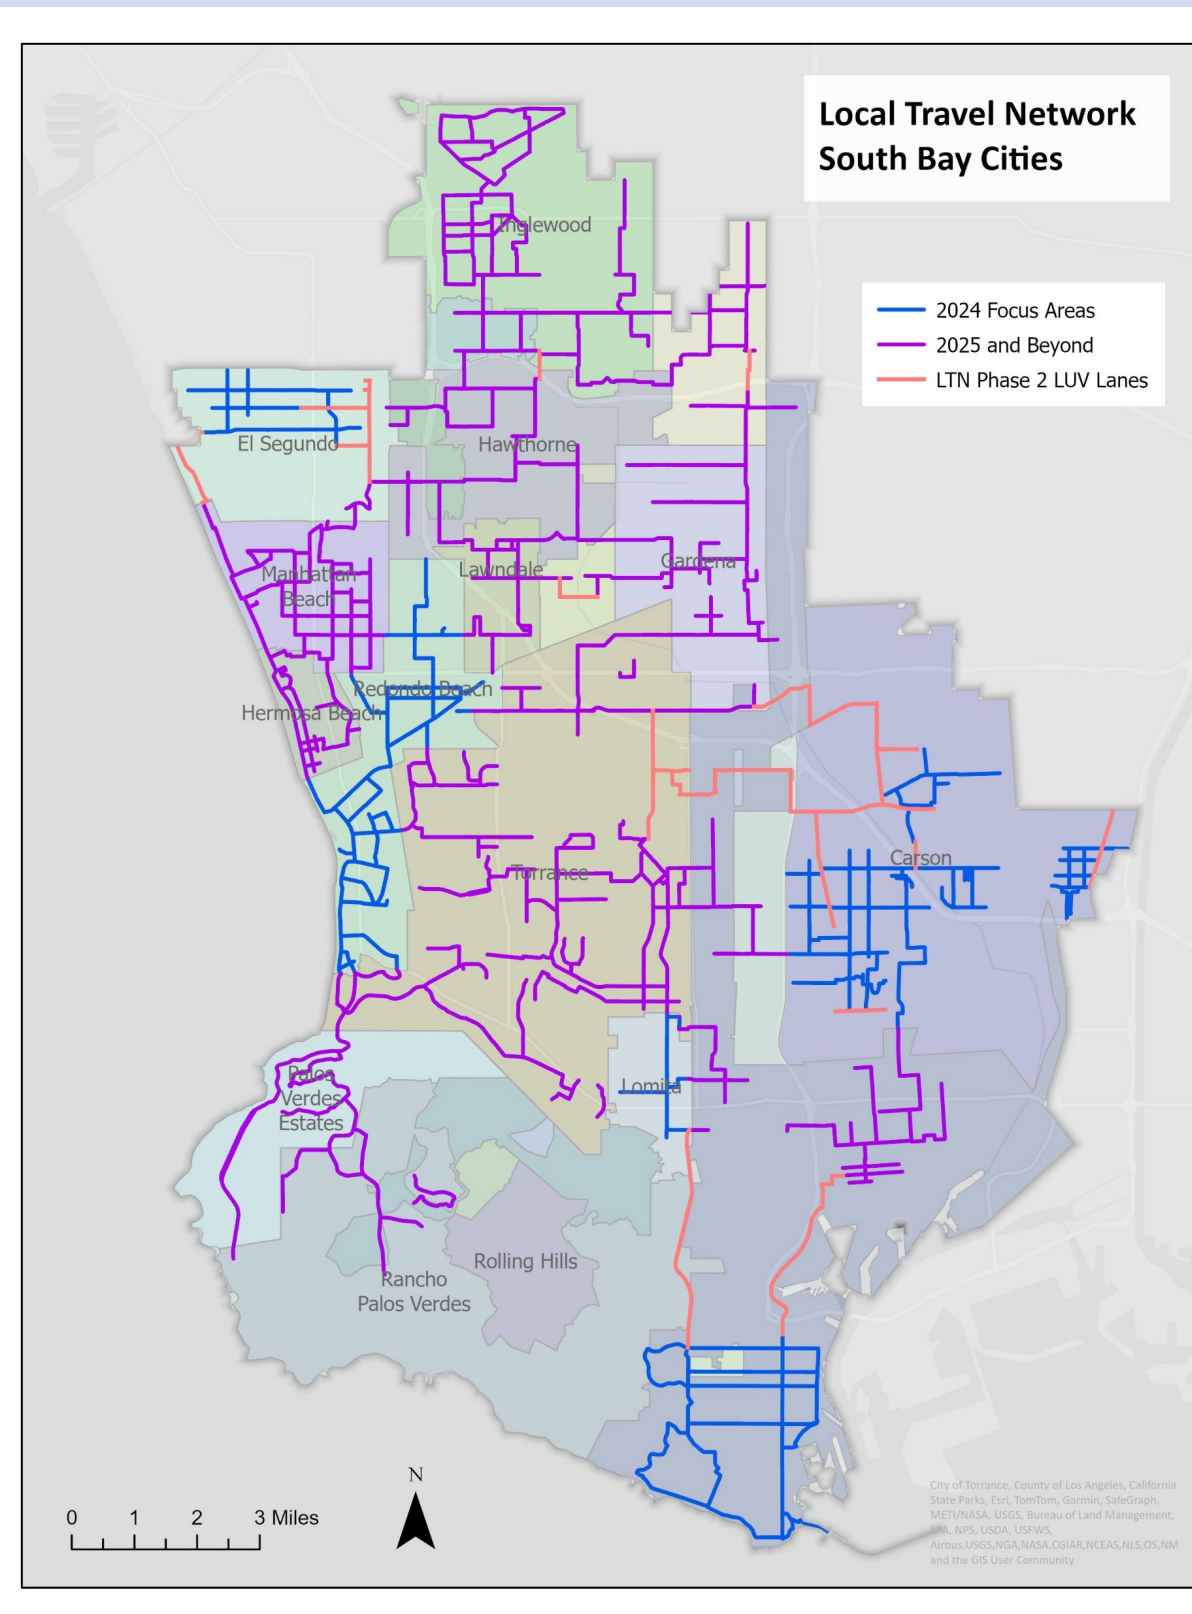 Local Travel Network
South Bay Cities
2024 Focus Areas
2025 and Beyond
LTN Phase 2 LUV Lanes
Inglewood
El Segundo
Hawthorne
Manhattan
Beach
Lawndale
Gardena
Redondo Beach
Hermosa Beach
Torrance
Carson
Palos
Verdes
Estates
Lomita
Rolling Hills
Rancho
Palos Verdes
N
0 1 2 3 Miles
City of Torrance, County of Los Angeles, California
State Parks, Esri, TomTom, Garmin, SafeGraph,
METI/NASA, USGS, Bureau of Land Management,
EPA, NPS, USDA, USFWS,
Airbus,USGS,NGA,NASA,CGIAR,NCEAS,NLS,OS,NM
and the GIS User Community